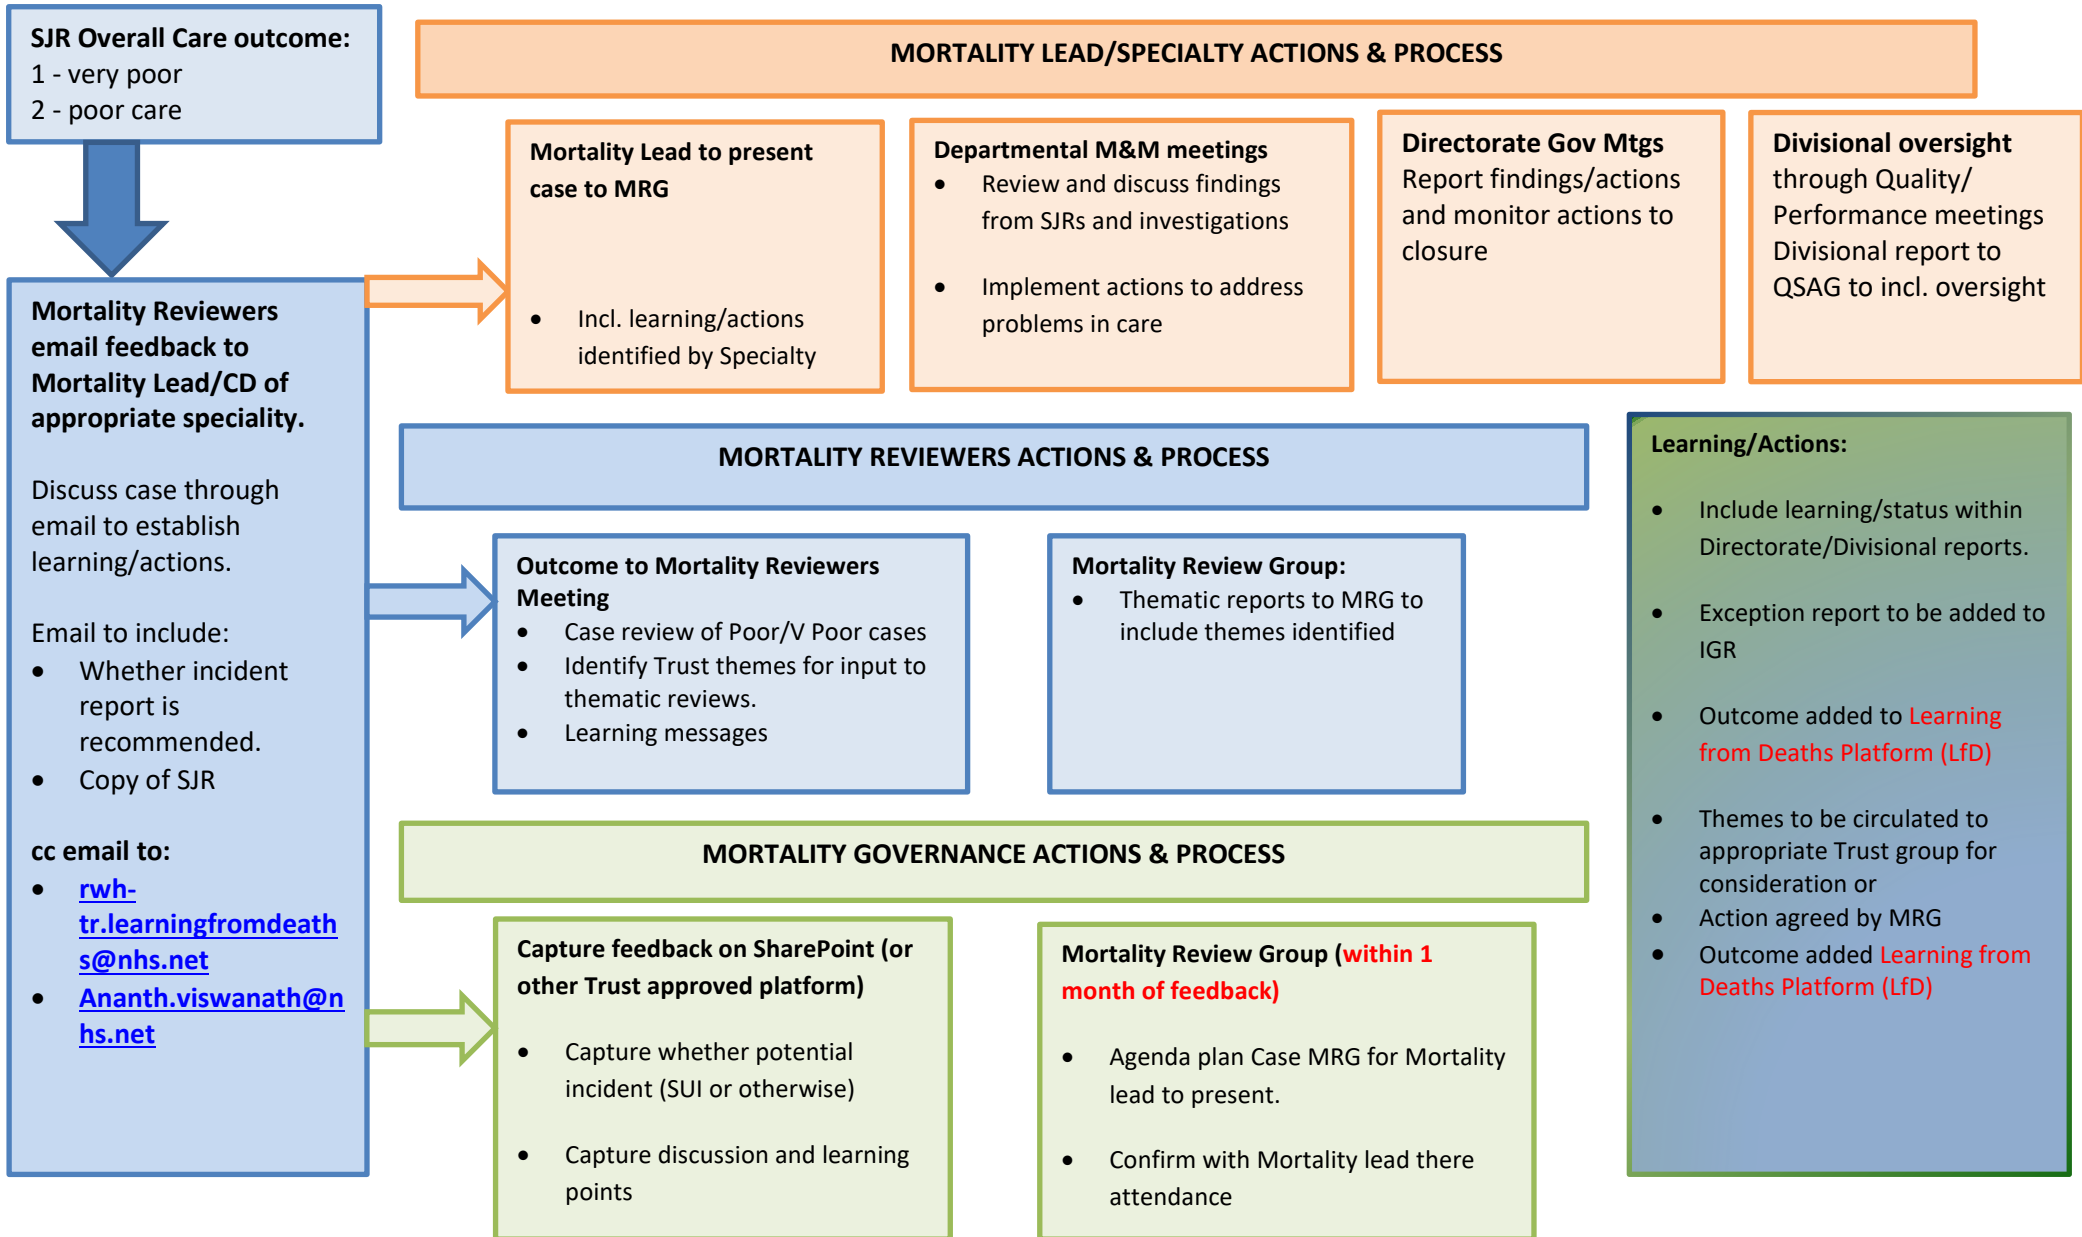 SJR Overall Care outcome:
1 - very poor
2 - poor care
MORTALITY LEAD/SPECIALTY ACTIONS & PROCESS
Mortality Lead to present
case to MRG
• Incl. learning/actions
identified by Specialty
Departmental M&M meetings
• Review and discuss findings
from SJRs and investigations
• Implement actions to address
problems in care
Directorate Gov Mtgs
Report findings/actions
and monitor actions to
closure
Divisional oversight
through Quality/
Performance meetings
Divisional report to
QSAG to incl. oversight
Mortality Reviewers
email feedback to
Mortality Lead/CD of
appropriate speciality.
Discuss case through
email to establish
learning/actions.
Email to include:
• Whether incident
report is
recommended.
• Copy of SJR
cc email to:
• rwh-
tr.learningfromdeath
s@nhs.net
• Ananth.viswanath@n
hs.net
MORTALITY REVIEWERS ACTIONS & PROCESS
Outcome to Mortality Reviewers
Meeting
• Case review of Poor/V Poor cases
• Identify Trust themes for input to
thematic reviews.
• Learning messages
Mortality Review Group:
• Thematic reports to MRG to
include themes identified
MORTALITY GOVERNANCE ACTIONS & PROCESS
Capture feedback on SharePoint (or
other Trust approved platform)
• Capture whether potential
incident (SUI or otherwise)
• Capture discussion and learning
points
Mortality Review Group (within 1
month of feedback)
• Agenda plan Case MRG for Mortality
lead to present.
• Confirm with Mortality lead there
attendance
Learning/Actions:
• Include learning/status within
Directorate/Divisional reports.
• Exception report to be added to
IGR
• Outcome added to Learning
from Deaths Platform (LfD)
• Themes to be circulated to
appropriate Trust group for
consideration or
• Action agreed by MRG
• Outcome added Learning from
Deaths Platform (LfD)